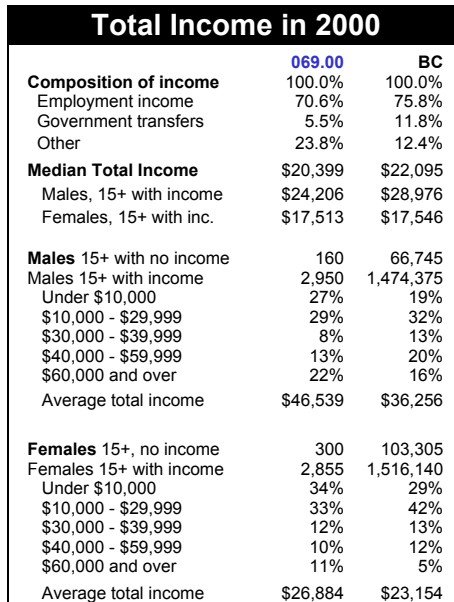 Total Income in 2000
069.00 BC
Composition of income 100.0% 100.0%
Employment income 70.6% 75.8%
Government transfers 5.5% 11.8%
Other 23.8% 12.4%
Median Total Income $20,399 $22,095
Males, 15+ with income $24,206 $28,976
Females, 15+ with inc. $17,513 $17,546
Males 15+ with no income 160 66,745
Males 15+ with income 2,950 1,474,375
Under $10,000 27% 19%
$10,000 - $29,999 29% 32%
$30,000 - $39,999 8% 13%
$40,000 - $59,999 13% 20%
$60,000 and over 22% 16%
Average total income $46,539 $36,256
Females 15+, no income 300 103,305
Females 15+ with income 2,855 1,516,140
Under $10,000 34% 29%
$10,000 - $29,999 33% 42%
$30,000 - $39,999 12% 13%
$40,000 - $59,999 10% 12%
$60,000 and over 11% 5%
Average total income $26,884 $23,154